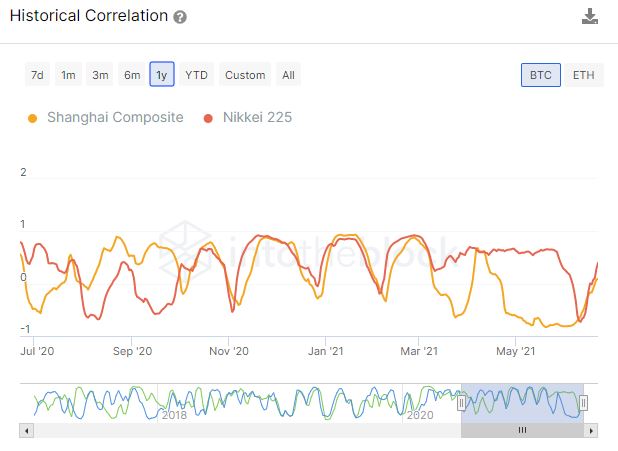 Historical Correlation ?
7d 1m 3m 6m 1y YTD Custom All BTC ETH
Shanghai Composite Nikkei 225
2
1
intotheblock
0
-1
Jul '20 Sep '20 Nov '20 Jan '21 Mar '21 May '21
2018 2020